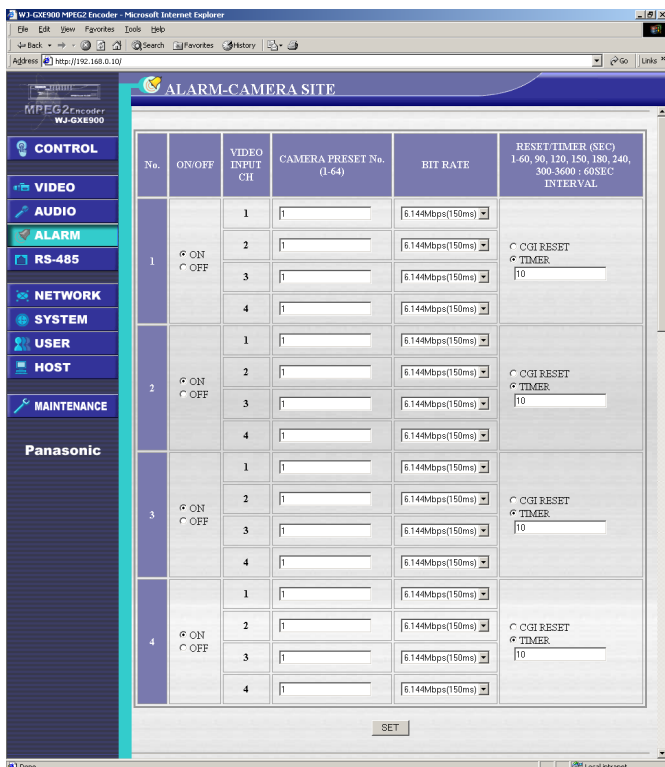 WJ-GXE900 MPEG2 Encoder - Microsoft Internet Explorer
File Edit View Favorites Tools Help
Back Search Favorites History
Address http://192.168.0.10/ Go Links »
MPEG2Encoder
WJ-GXE900
CONTROL
VIDEO
AUDIO
ALARM
RS-485
NETWORK
SYSTEM
USER
HOST
MAINTENANCE
Panasonic
ALARM-CAMERA SITE
No. ON/OFF VIDEO INPUT CH CAMERA PRESET No. (1-64) BIT RATE RESET/TIMER (SEC) 1-60, 90, 120, 150, 180, 240, 300-3600 : 60SEC INTERVAL
1 ON OFF
1 1 6.144Mbps(150ms)
2 1 6.144Mbps(150ms)
3 1 6.144Mbps(150ms)
4 1 6.144Mbps(150ms)
CGI RESET
TIMER
10
2 ON OFF
1 1 6.144Mbps(150ms)
2 1 6.144Mbps(150ms)
3 1 6.144Mbps(150ms)
4 1 6.144Mbps(150ms)
CGI RESET
TIMER
10
3 ON OFF
1 1 6.144Mbps(150ms)
2 1 6.144Mbps(150ms)
3 1 6.144Mbps(150ms)
4 1 6.144Mbps(150ms)
CGI RESET
TIMER
10
4 ON OFF
1 1 6.144Mbps(150ms)
2 1 6.144Mbps(150ms)
3 1 6.144Mbps(150ms)
4 1 6.144Mbps(150ms)
CGI RESET
TIMER
10
SET
Done Local intranet